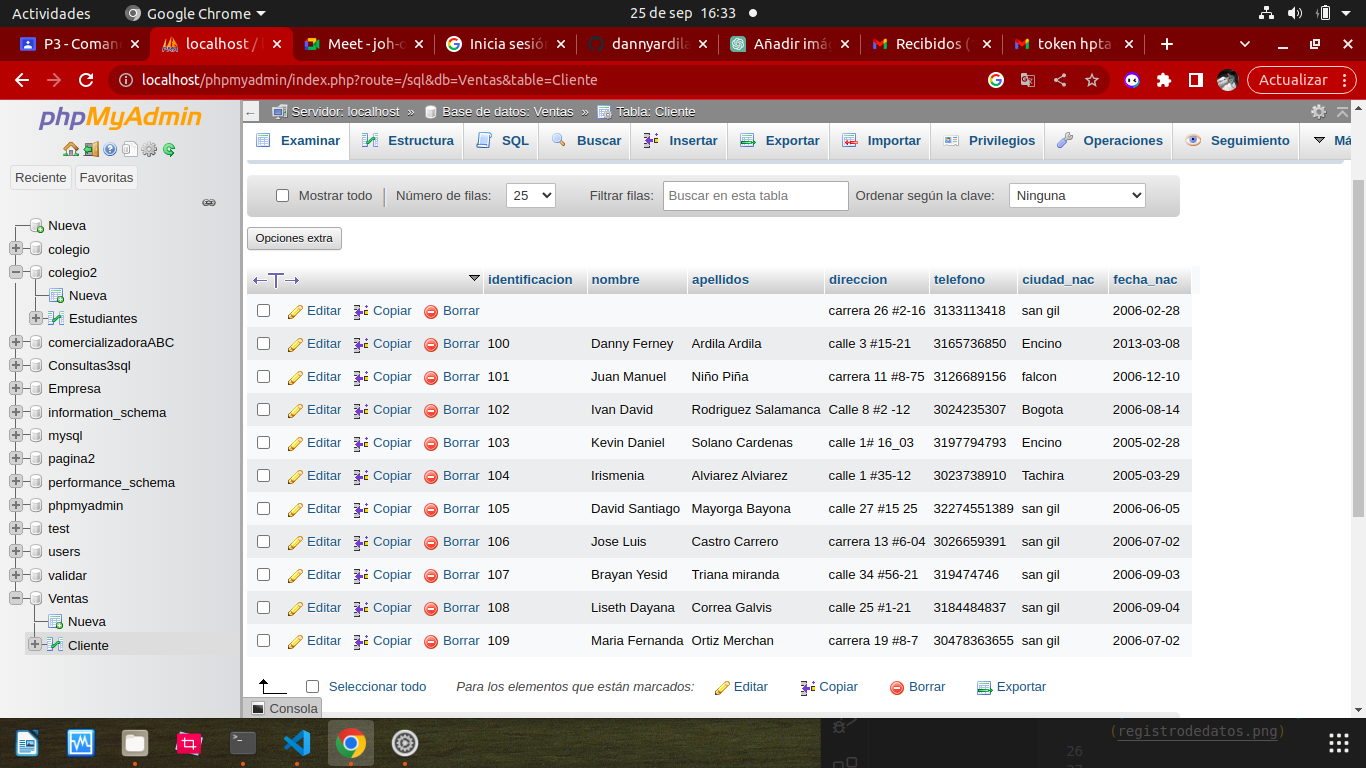 Actividades Google Chrome 25 de sep 16:33
P3 - Coman localhost / l Meet - joh-c Inicia sesión dannyardila Añadir imá Recibidos ( token hpta
localhost/phpmyadmin/index.php?route=/sql&db=Ventas&table=Cliente Actualizar
phpMyAdmin
Reciente Favoritas
Nueva
colegio
colegio2
Nueva
Estudiantes
comercializadoraABC
Consultas3sql
Empresa
information_schema
mysql
pagina2
performance_schema
phpmyadmin
test
users
validar
Ventas
Nueva
Cliente
Servidor: localhost » Base de datos: Ventas » Tabla: Cliente
Examinar Estructura SQL Buscar Insertar Exportar Importar Privilegios Operaciones Seguimiento Má
Mostrar todo Número de filas: 25 Filtrar filas: Buscar en esta tabla Ordenar según la clave: Ninguna
Opciones extra
identificacion nombre apellidos direccion telefono ciudad_nac fecha_nac
Editar Copiar Borrar carrera 26 #2-16 3133113418 san gil 2006-02-28
Editar Copiar Borrar 100 Danny Ferney Ardila Ardila calle 3 #15-21 3165736850 Encino 2013-03-08
Editar Copiar Borrar 101 Juan Manuel Niño Piña carrera 11 #8-75 3126689156 falcon 2006-12-10
Editar Copiar Borrar 102 Ivan David Rodriguez Salamanca Calle 8 #2 -12 3024235307 Bogota 2006-08-14
Editar Copiar Borrar 103 Kevin Daniel Solano Cardenas calle 1# 16_03 3197794793 Encino 2005-02-28
Editar Copiar Borrar 104 Irismenia Alviarez Alviarez calle 1 #35-12 3023738910 Tachira 2005-03-29
Editar Copiar Borrar 105 David Santiago Mayorga Bayona calle 27 #15 25 32274551389 san gil 2006-06-05
Editar Copiar Borrar 106 Jose Luis Castro Carrero carrera 13 #6-04 3026659391 san gil 2006-07-02
Editar Copiar Borrar 107 Brayan Yesid Triana miranda calle 34 #56-21 319474746 san gil 2006-09-03
Editar Copiar Borrar 108 Liseth Dayana Correa Galvis calle 25 #1-21 3184484837 san gil 2006-09-04
Editar Copiar Borrar 109 Maria Fernanda Ortiz Merchan carrera 19 #8-7 30478363655 san gil 2006-07-02
Seleccionar todo Para los elementos que están marcados: Editar Copiar Borrar Exportar
Consola
(registrodedatos.png)
26